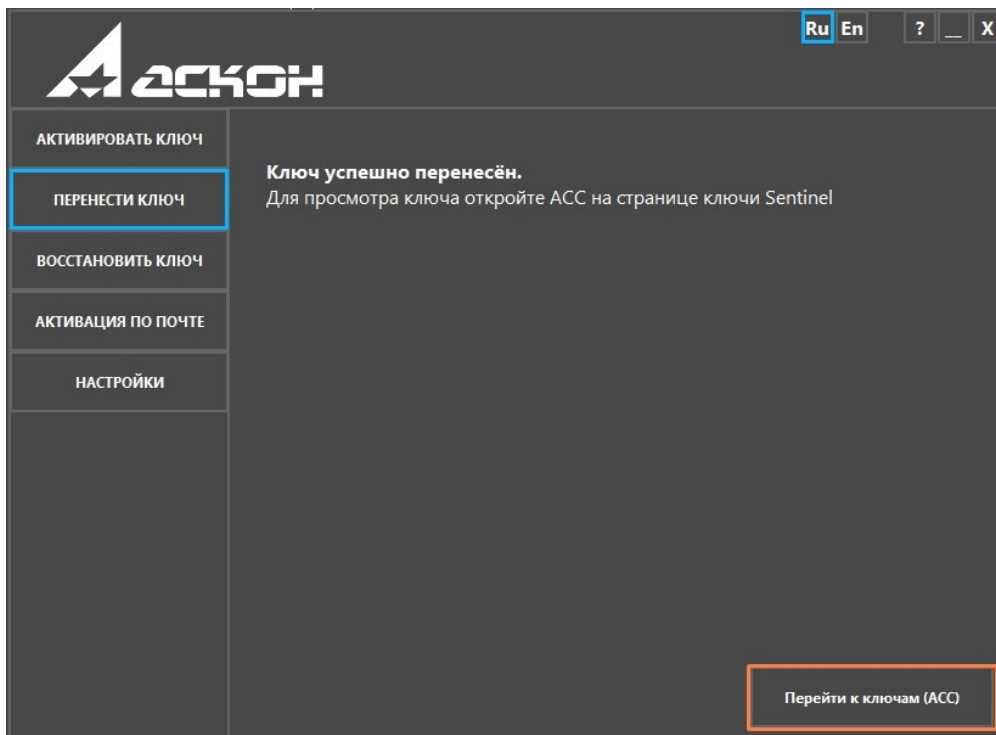 Ru En ? __ X
АСКОН
АКТИВИРОВАТЬ КЛЮЧ
ПЕРЕНЕСТИ КЛЮЧ
ВОССТАНОВИТЬ КЛЮЧ
АКТИВАЦИЯ ПО ПОЧТЕ
НАСТРОЙКИ
Ключ успешно перенесён.
Для просмотра ключа откройте ACC на странице ключи Sentinel
Перейти к ключам (ACC)